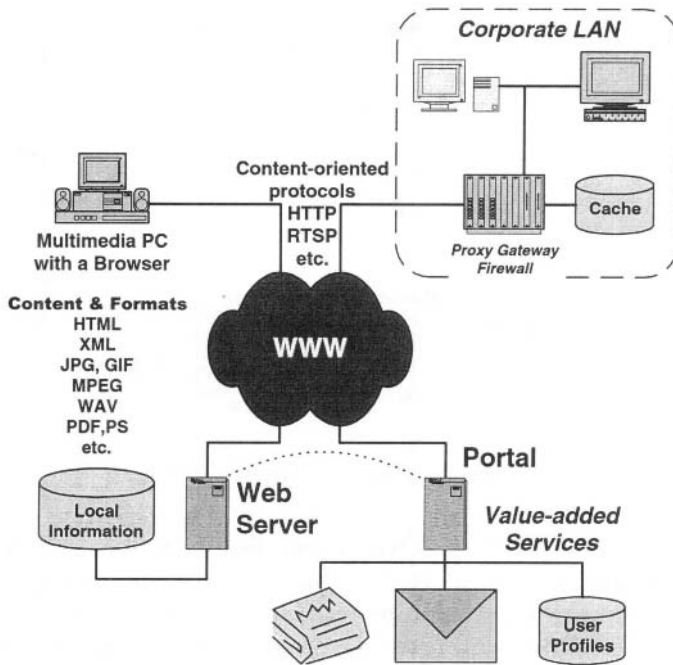 Corporate LAN
Content-oriented
protocols
HTTP
RTSP
etc.
Cache
Proxy Gateway
Firewall
Multimedia PC
with a Browser
Content & Formats
HTML
XML
JPG, GIF
MPEG
WAV
PDF,PS
etc.
WWW
Local
Information
Web
Server
Portal
Value-added
Services
User
Profiles